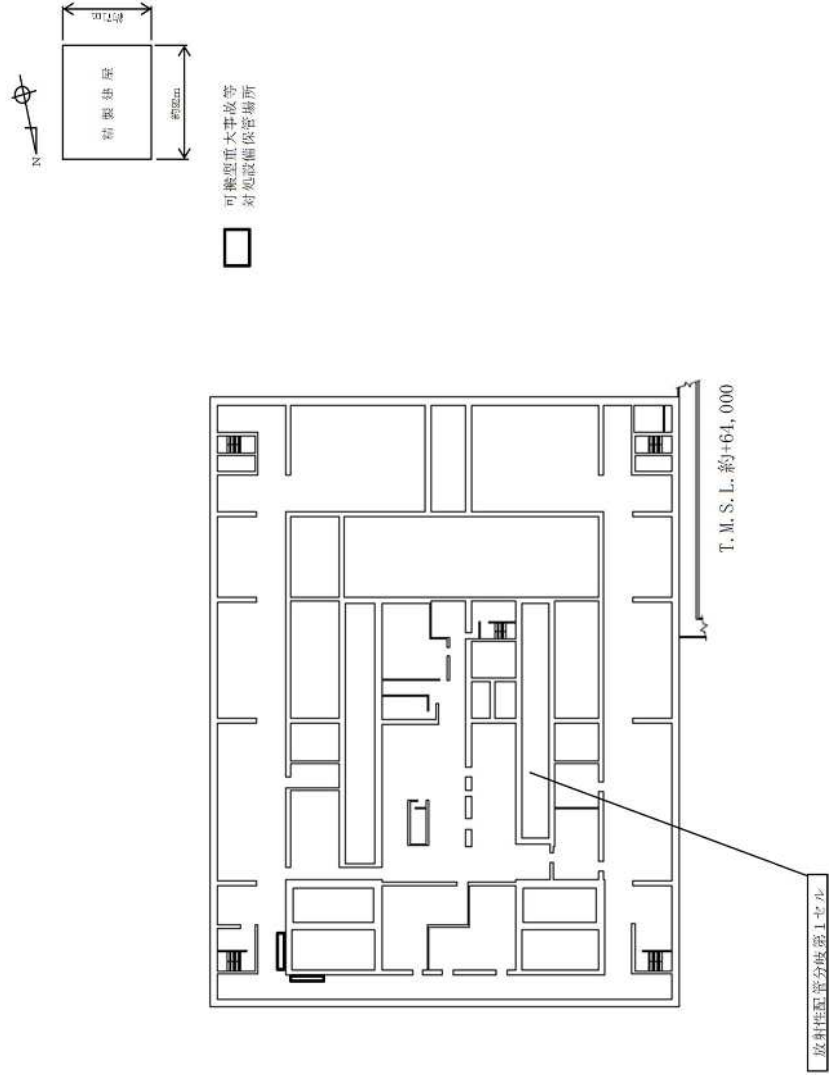 N
精製建屋
約92m
可搬型重大事故等
対処設備保管場所
T.M.S.L.約+64,000
放射性配管分岐第1セル